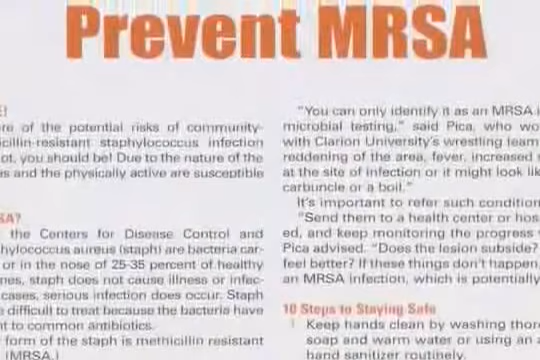 Prevent MRSA
E!
re of the potential risks of community-
icillin-resistant staphylococcus infection
ot, you should be! Due to the nature of the
s and the physically active are susceptible
SA?
the Centers for Disease Control and
hylococcus aureus (staph) are bacteria car-
or in the nose of 25-35 percent of healthy
nes, staph does not cause illness or infec-
cases, serious infection does occur. Staph
e difficult to treat because the bacteria have
nt to common antibiotics.
form of the staph is methicillin resistant
(MRSA.)
"You can only identify it as an MRSA i
microbial testing," said Pica, who wo
with Clarion University's wrestling team
reddening of the area, fever, increased
at the site of infection or it might look lik
carbuncle or a boil."
It's important to refer such condition
"Send them to a health center or hos
ed, and keep monitoring the progress
Pica advised. "Does the lesion subside?
feel better? If these things don't happen,
an MRSA infection, which is potentially
10 Steps to Staying Safe
1 Keep hands clean by washing thor
soap and warm water or using an a
hand sanitizer routinely.